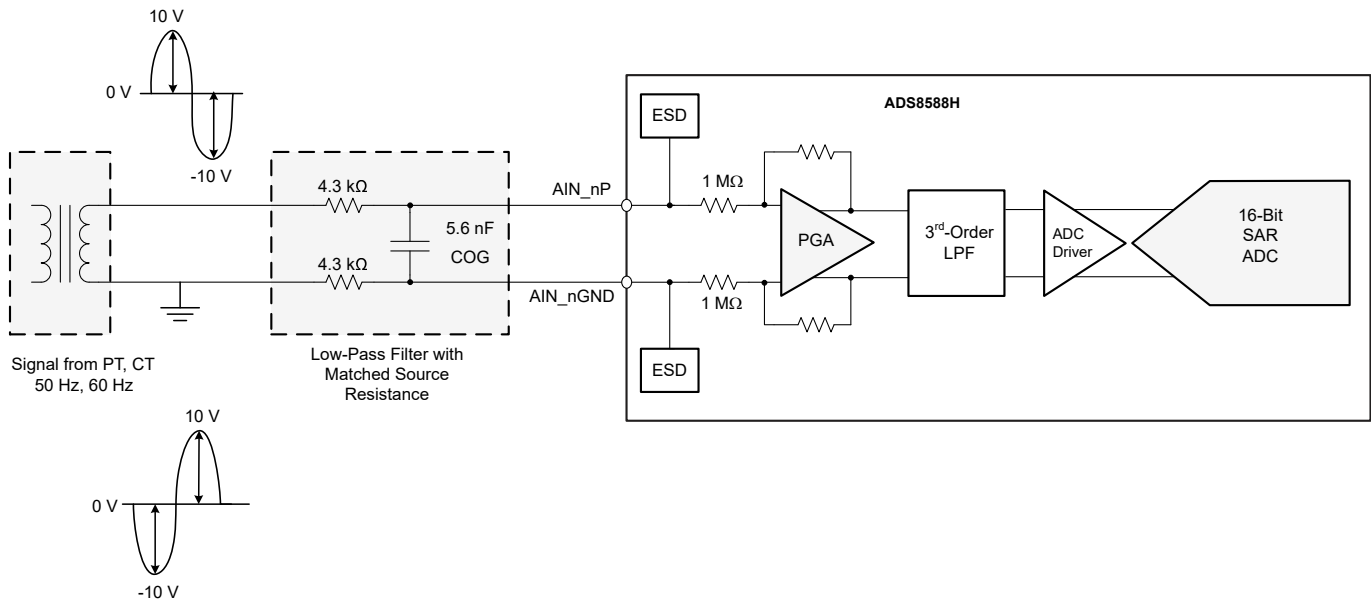 10 V
0 V
-10 V
Signal from PT, CT
50 Hz, 60 Hz
10 V
0 V
-10 V
4.3 kΩ
5.6 nF
COG
4.3 kΩ
Low-Pass Filter with
Matched Source
Resistance
AIN_nP
AIN_nGND
ADS8588H
ESD
1 MΩ
PGA
1 MΩ
ESD
3rd-Order
LPF
ADC
Driver
16-Bit
SAR
ADC